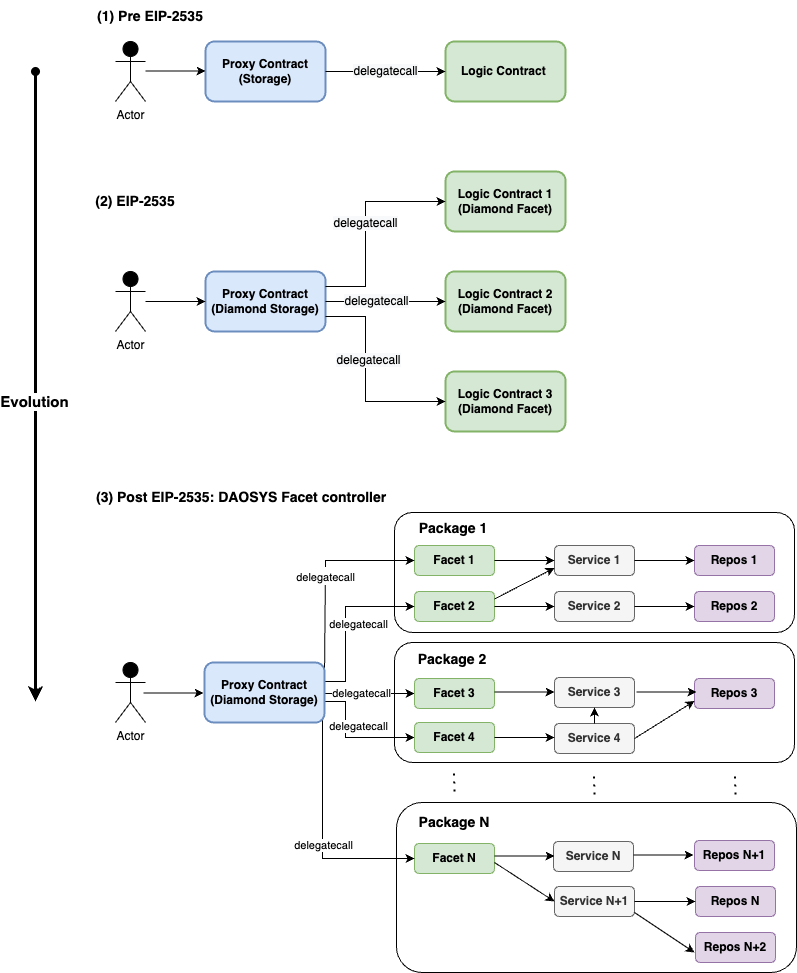 (1) Pre EIP-2535
Proxy Contract
(Storage)
delegatecall
Logic Contract
Actor
(2) EIP-2535
Logic Contract 1
(Diamond Facet)
delegatecall
Proxy Contract
(Diamond Storage)
delegatecall
Logic Contract 2
(Diamond Facet)
Actor
delegatecall
Logic Contract 3
(Diamond Facet)
Evolution
(3) Post EIP-2535: DAOSYS Facet controller
Package 1
Facet 1
Service 1
Repos 1
delegatecall
Facet 2
Service 2
Repos 2
delegatecall
Package 2
Proxy Contract
(Diamond Storage)
delegatecall
Facet 3
Service 3
Repos 3
delegatecall
Facet 4
Service 4
Actor
Package N
delegatecall
Facet N
Service N
Repos N+1
Service N+1
Repos N
Repos N+2